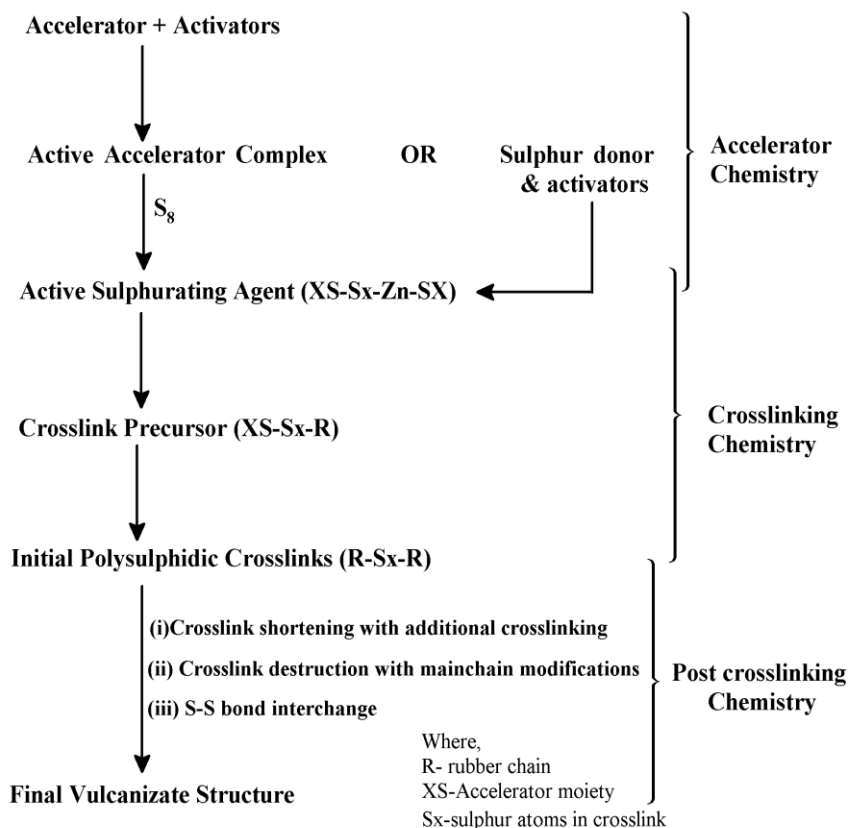 Accelerator + Activators
Active Accelerator Complex OR Sulphur donor
& activators
Accelerator
Chemistry
S8
Active Sulphurating Agent (XS-Sx-Zn-SX)
Crosslink Precursor (XS-Sx-R)
Crosslinking
Chemistry
Initial Polysulphidic Crosslinks (R-Sx-R)
(i)Crosslink shortening with additional crosslinking
(ii) Crosslink destruction with mainchain modifications
(iii) S-S bond interchange
Post crosslinking
Chemistry
Where,
R- rubber chain
XS-Accelerator moiety
Sx-sulphur atoms in crosslink
Final Vulcanizate Structure